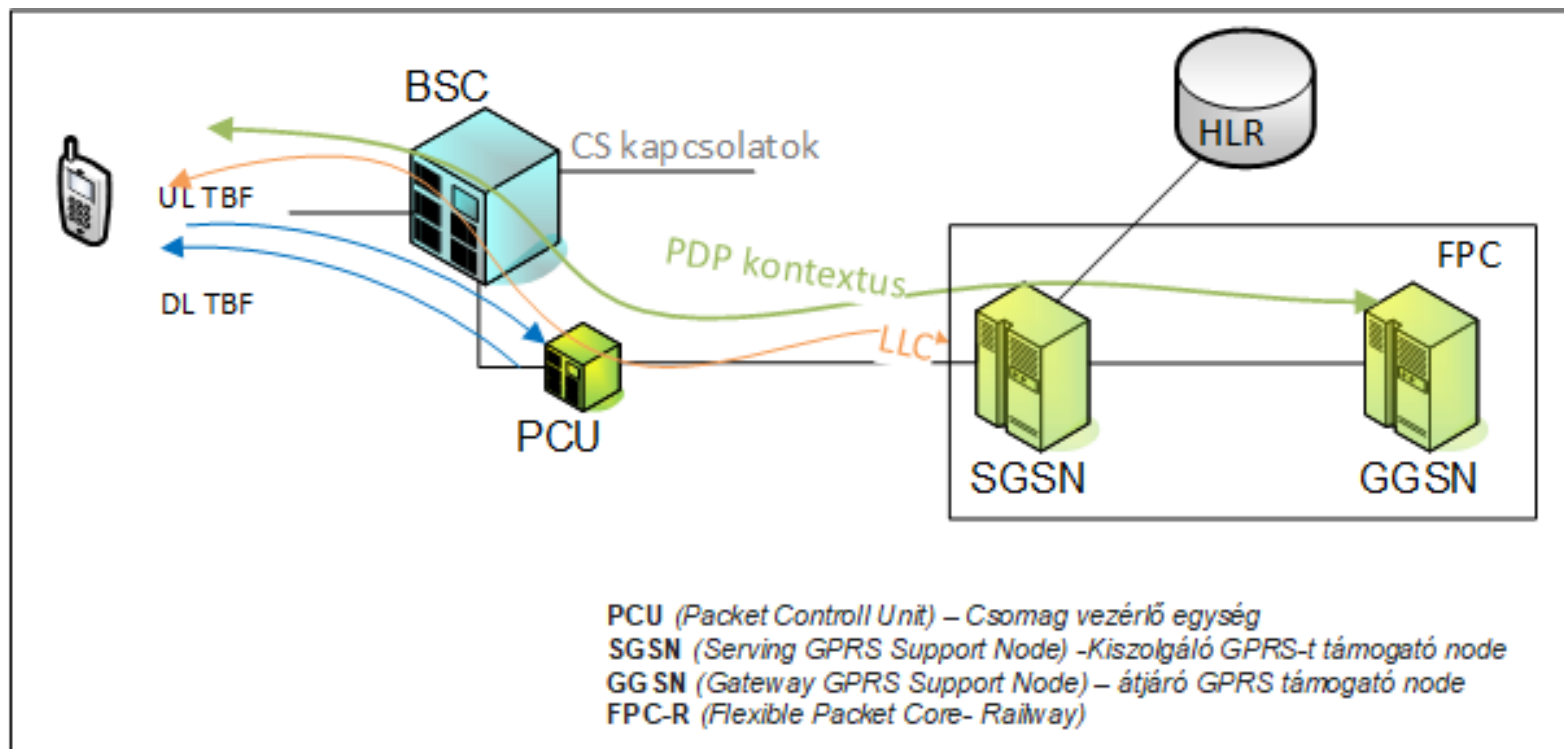 BSC
HLR
CS kapcsolatok
UL TBF
PDP kontextus
FPC
DL TBF
LLC
PCU
SGSN
GGSN
PCU (Packet Controll Unit) – Csomag vezérlő egység
SGSN (Serving GPRS Support Node) -Kiszolgáló GPRS-t támogató node
GGSN (Gateway GPRS Support Node) – átjáró GPRS támogató node
FPC-R (Flexible Packet Core- Railway)